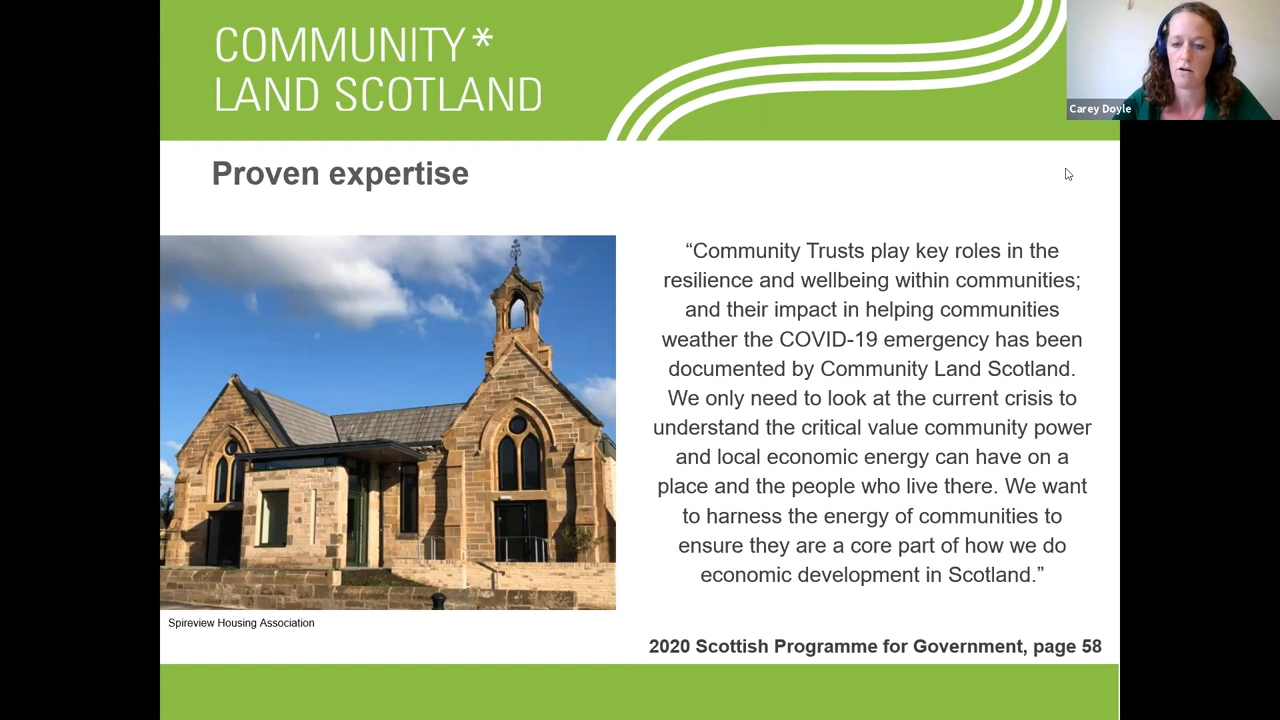 COMMUNITY*
LAND SCOTLAND
Carey Doyle
Proven expertise
“Community Trusts play key roles in the
resilience and wellbeing within communities;
and their impact in helping communities
weather the COVID-19 emergency has been
documented by Community Land Scotland.
We only need to look at the current crisis to
understand the critical value community power
and local economic energy can have on a
place and the people who live there. We want
to harness the energy of communities to
ensure they are a core part of how we do
economic development in Scotland.”
Spireview Housing Association
2020 Scottish Programme for Government, page 58